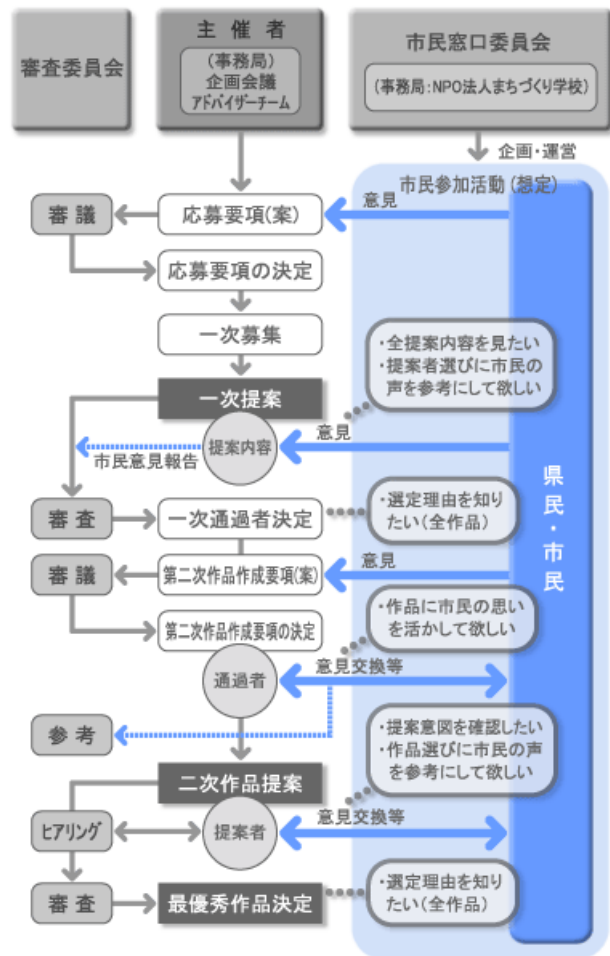 審査委員会
主催者
(事務局)
企画会議
アドバイザーチーム
市民窓口委員会
(事務局:NPO法人まちづくり学校)
企画・運営
市民参加活動(想定)
審議
応募要項(案)
意見
応募要項の決定
一次募集
・全提案内容を見たい
・提案者選びに市民の
声を参考にして欲しい
一次提案
提案内容
意見
市民意見報告
県民・市民
審査
一次通過者決定
・選定理由を知り
たい(全作品)
審議
第二次作品作成要項(案)
意見
・作品に市民の思い
を活かして欲しい
第二次作品作成要項の決定
通過者
意見交換等
参考
・提案意図を確認したい
・作品選びに市民の声
を参考にして欲しい
二次作品提案
ヒアリング
提案者
意見交換等
審査
最優秀作品決定
・選定理由を知り
たい(全作品)